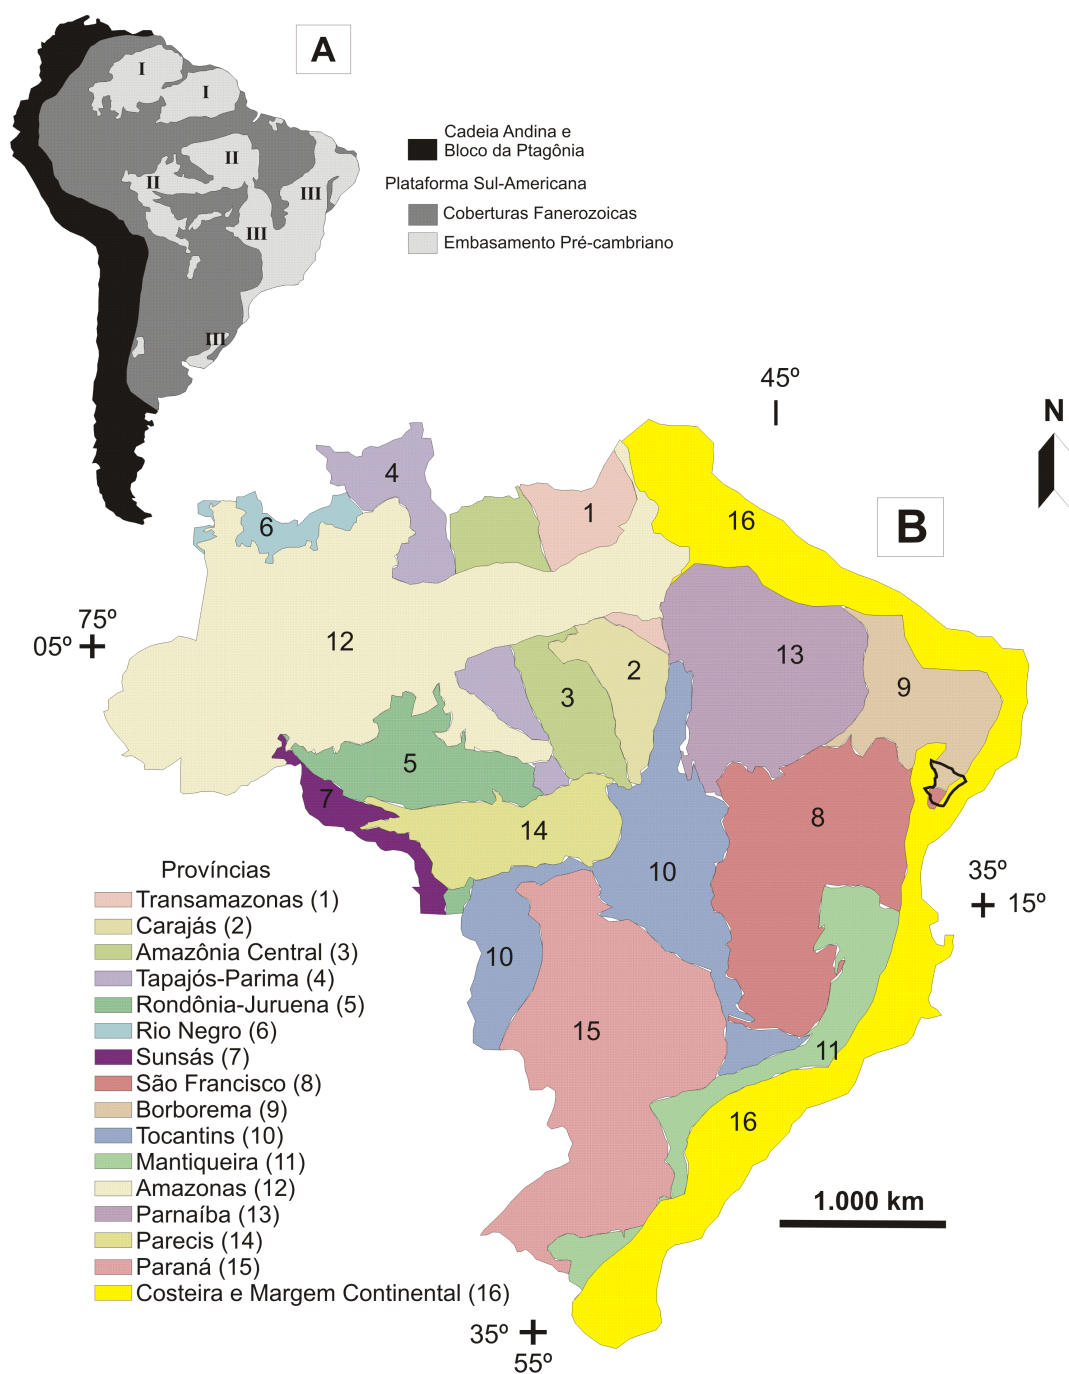 A
I
I
II
II
III
III
III
Cadeia Andina e
Bloco da Ptagônia
Plataforma Sul-Americana
Coberturas Fanerozoicas
Embasamento Pré-cambriano
45º
N
B
4
1
16
6
75º
05º
12
13
2
9
3
5
7
8
14
10
35º
15º
10
15
11
16
Províncias
Transamazonas (1)
Carajás (2)
Amazônia Central (3)
Tapajós-Parima (4)
Rondônia-Juruena (5)
Rio Negro (6)
Sunsás (7)
São Francisco (8)
Borborema (9)
Tocantins (10)
Mantiqueira (11)
Amazonas (12)
Parnaíba (13)
Parecis (14)
Paraná (15)
Costeira e Margem Continental (16)
1.000 km
35º
55º